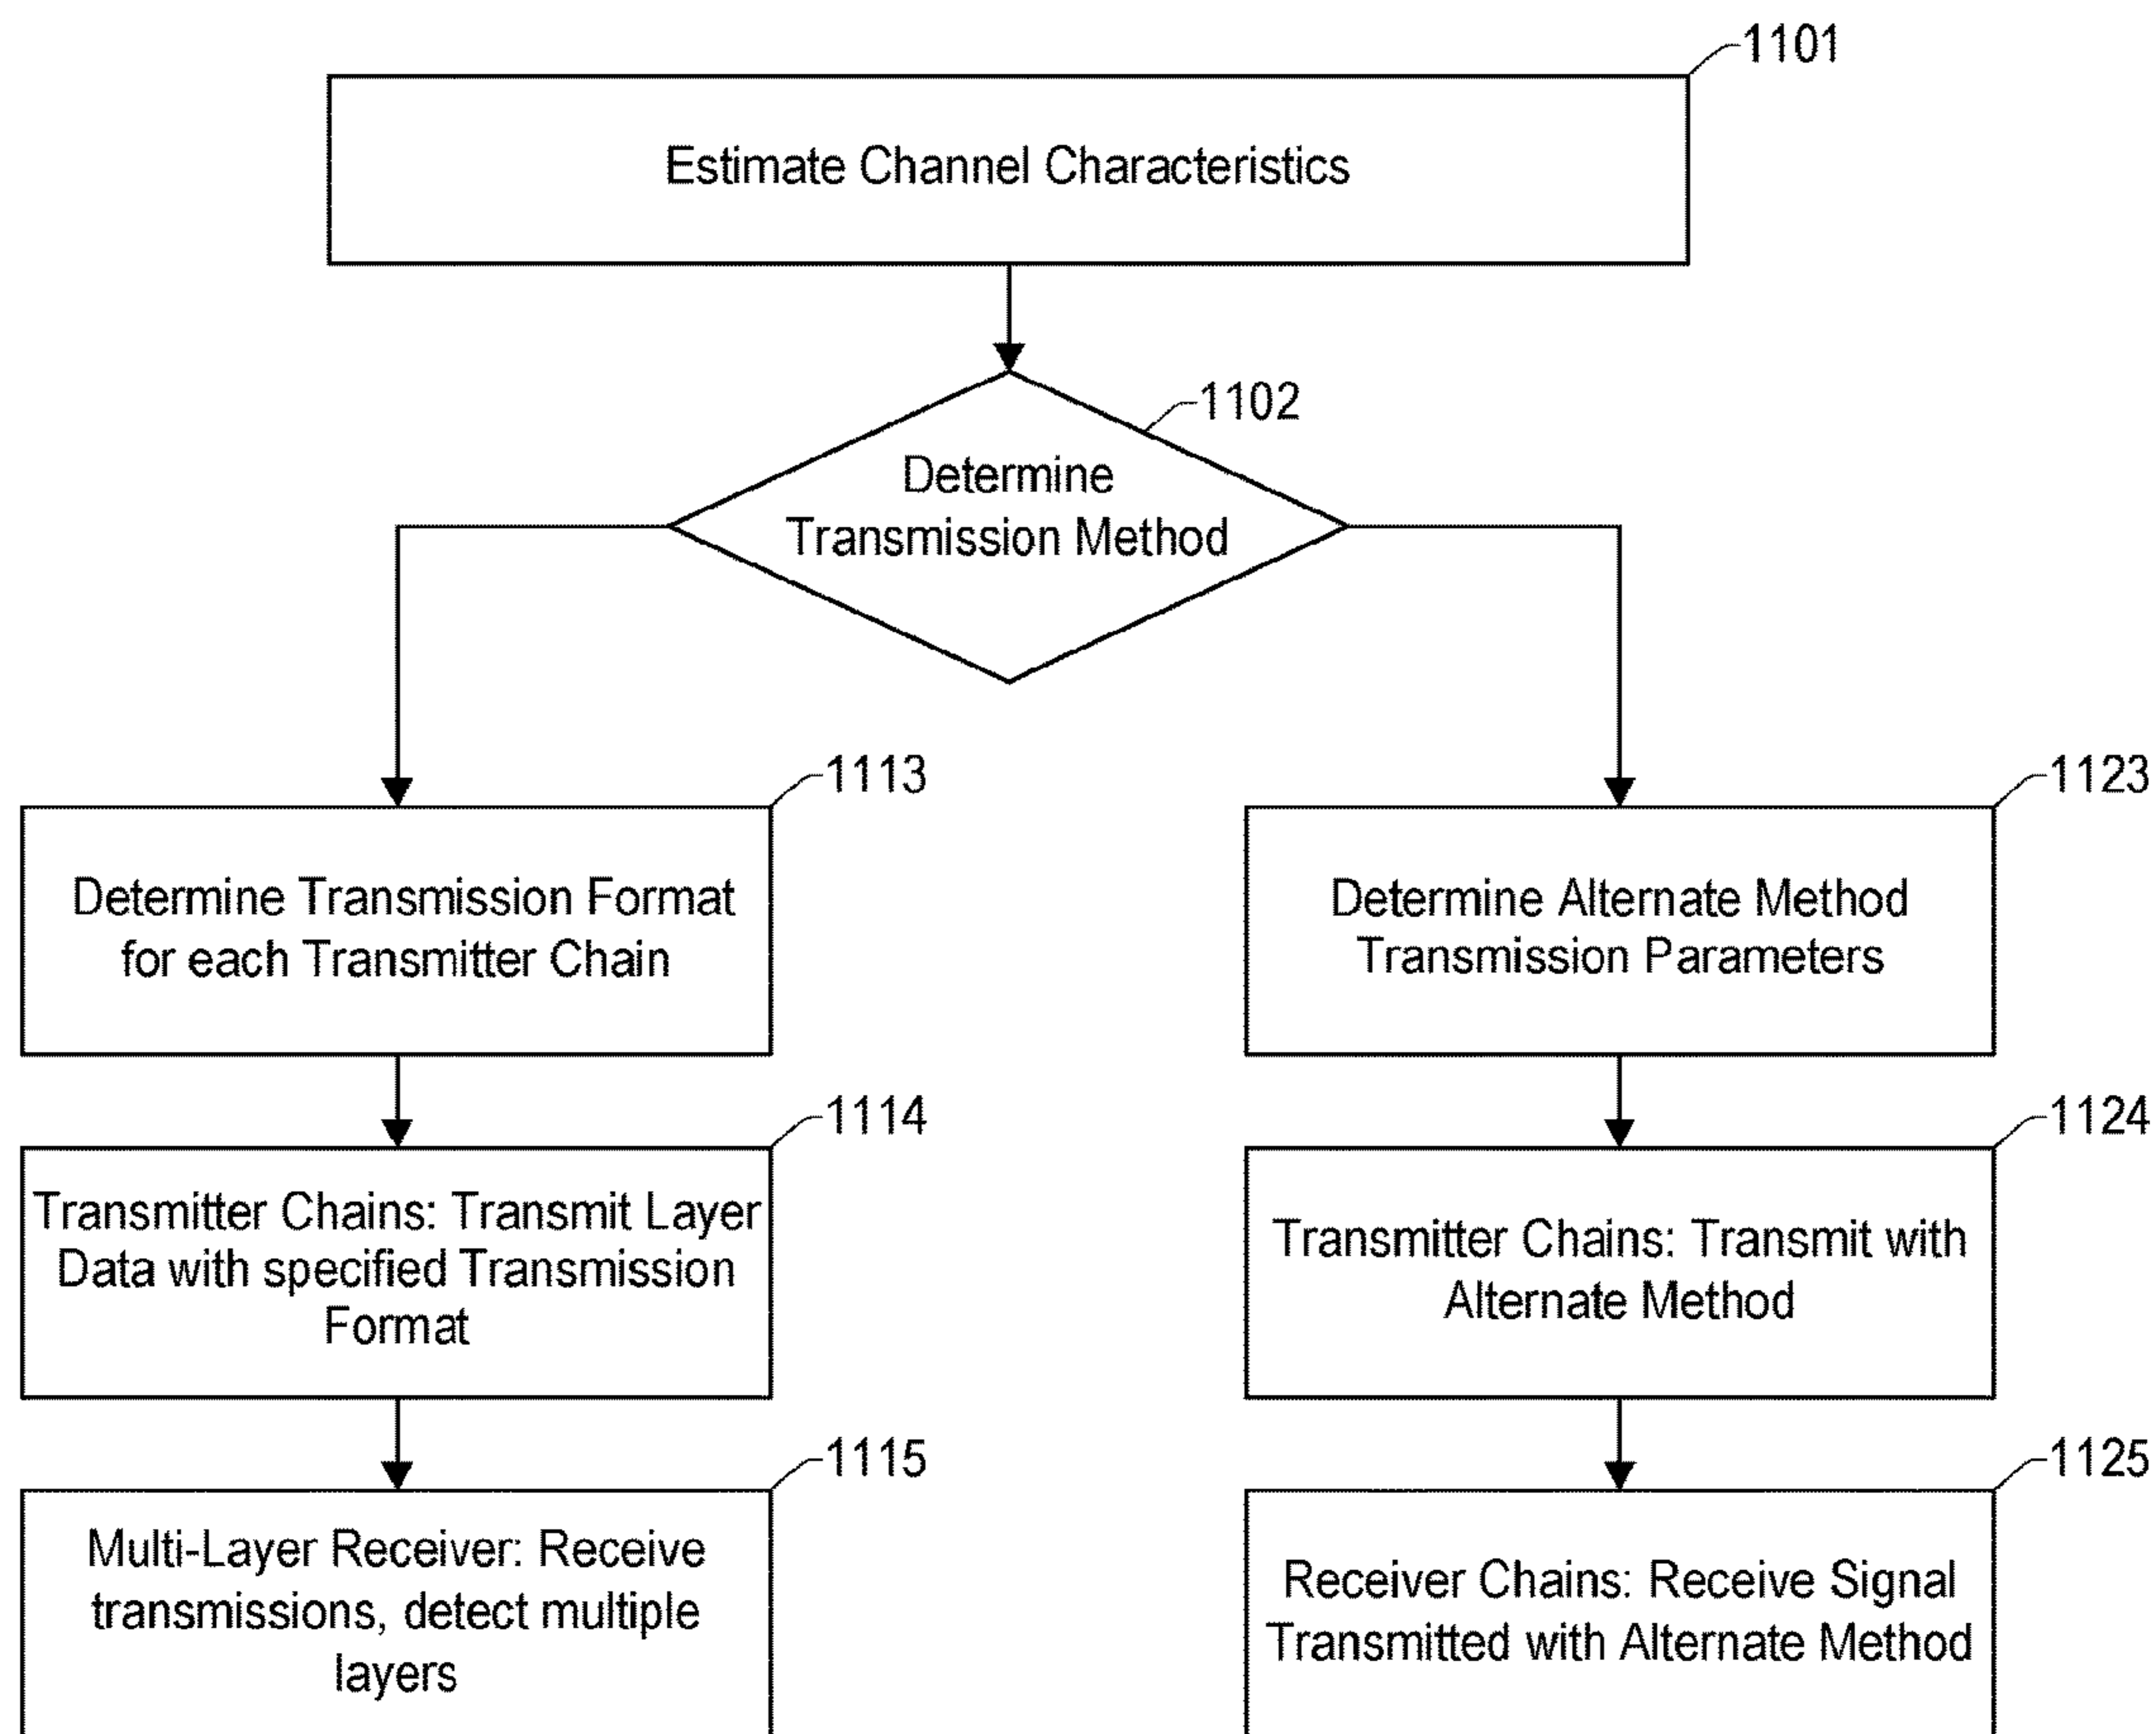 1101
Estimate Channel Characteristics
1102
Determine
Transmission Method
1113
Determine Transmission Format
for each Transmitter Chain
1123
Determine Alternate Method
Transmission Parameters
1114
Transmitter Chains: Transmit Layer
Data with specified Transmission
Format
1124
Transmitter Chains: Transmit with
Alternate Method
1115
Multi-Layer Receiver: Receive
transmissions, detect multiple
layers
1125
Receiver Chains: Receive Signal
Transmitted with Alternate Method